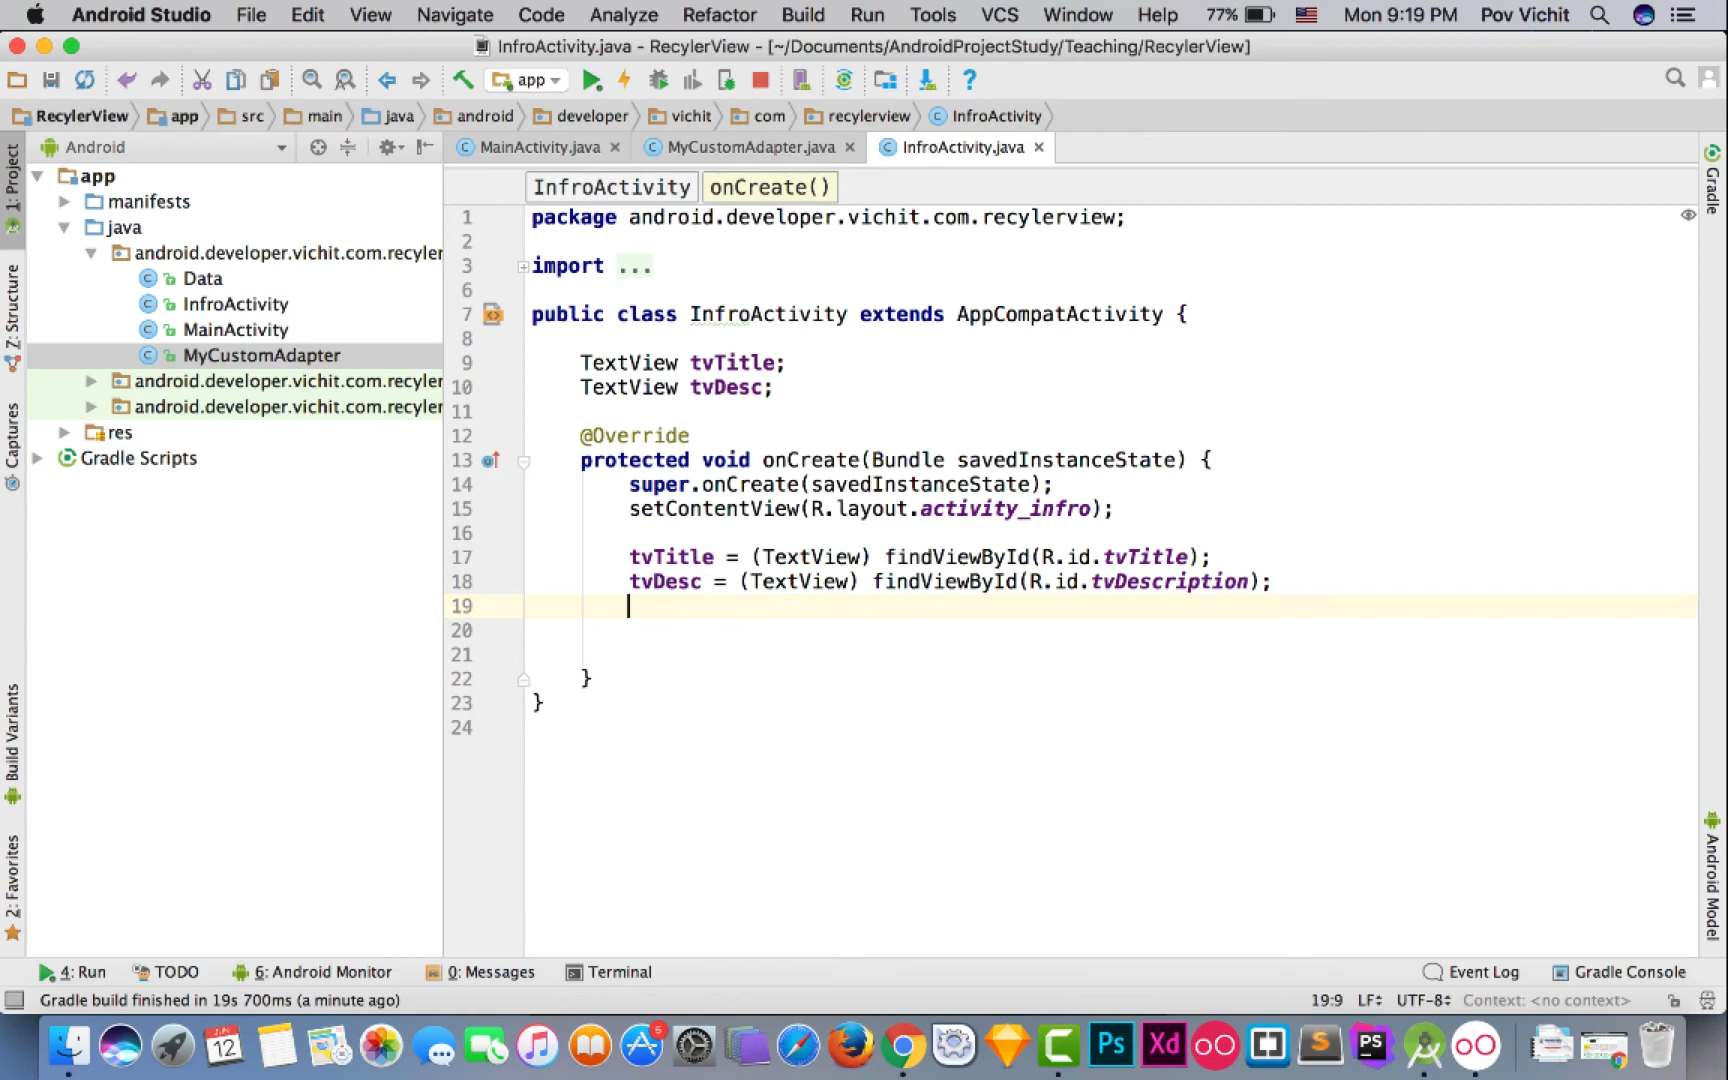 Android Studio File Edit View Navigate Code Analyze Refactor Build Run Tools VCS Window Help 77% Mon 9:19 PM Pov Vichit
InfroActivity.java - RecylerView - [~/Documents/AndroidProjectStudy/Teaching/RecylerView]
app
RecylerView app src main java android developer vichit com recylerview InfroActivity
Android
MainActivity.java MyCustomAdapter.java InfroActivity.java
1: Project
Z: Structure
Captures
Build Variants
2: Favorites
app
manifests
java
android.developer.vichit.com.recyler
Data
InfroActivity
MainActivity
MyCustomAdapter
android.developer.vichit.com.recyler
android.developer.vichit.com.recyler
res
Gradle Scripts
InfroActivity onCreate()
1 package android.developer.vichit.com.recylerview;
2
3 import ...
6
7 public class InfroActivity extends AppCompatActivity {
8
9 TextView tvTitle;
10 TextView tvDesc;
11
12 @Override
13 protected void onCreate(Bundle savedInstanceState) {
14 super.onCreate(savedInstanceState);
15 setContentView(R.layout.activity_infro);
16
17 tvTitle = (TextView) findViewById(R.id.tvTitle);
18 tvDesc = (TextView) findViewById(R.id.tvDescription);
19
20
21
22 }
23 }
24
Gradle
Android Model
4: Run TODO 6: Android Monitor 0: Messages Terminal Event Log Gradle Console
Gradle build finished in 19s 700ms (a minute ago) 19:9 LF÷ UTF-8÷ Context: <no context>
12 5 Ps Xd S PS